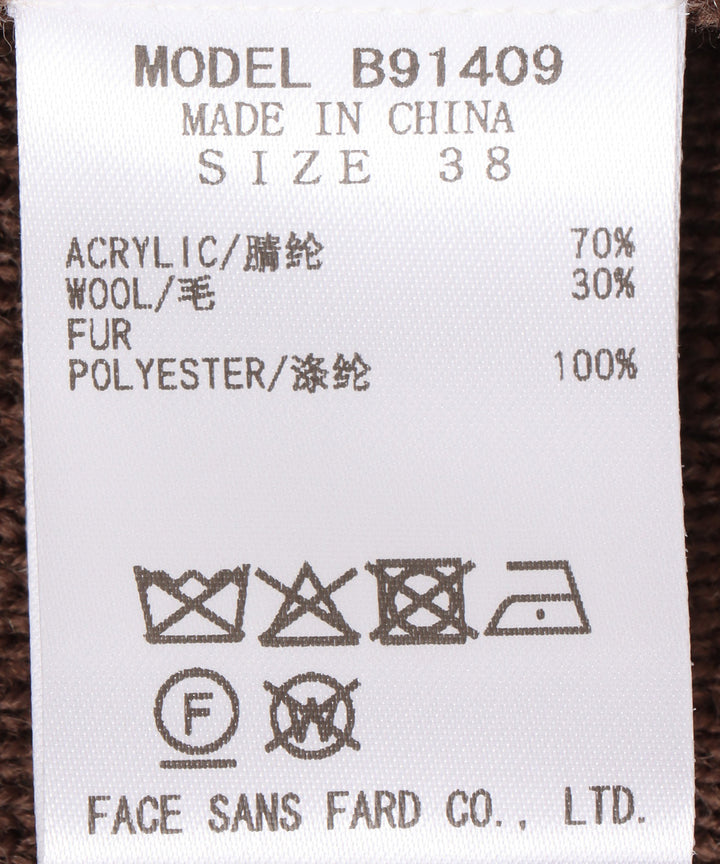 MODEL B91409
MADE IN CHINA
SIZE 38
ACRYLIC/腈纶 70%
WOOL/毛 30%
FUR
POLYESTER/涤纶 100%
F
W
FACE SANS FARD CO., LTD.